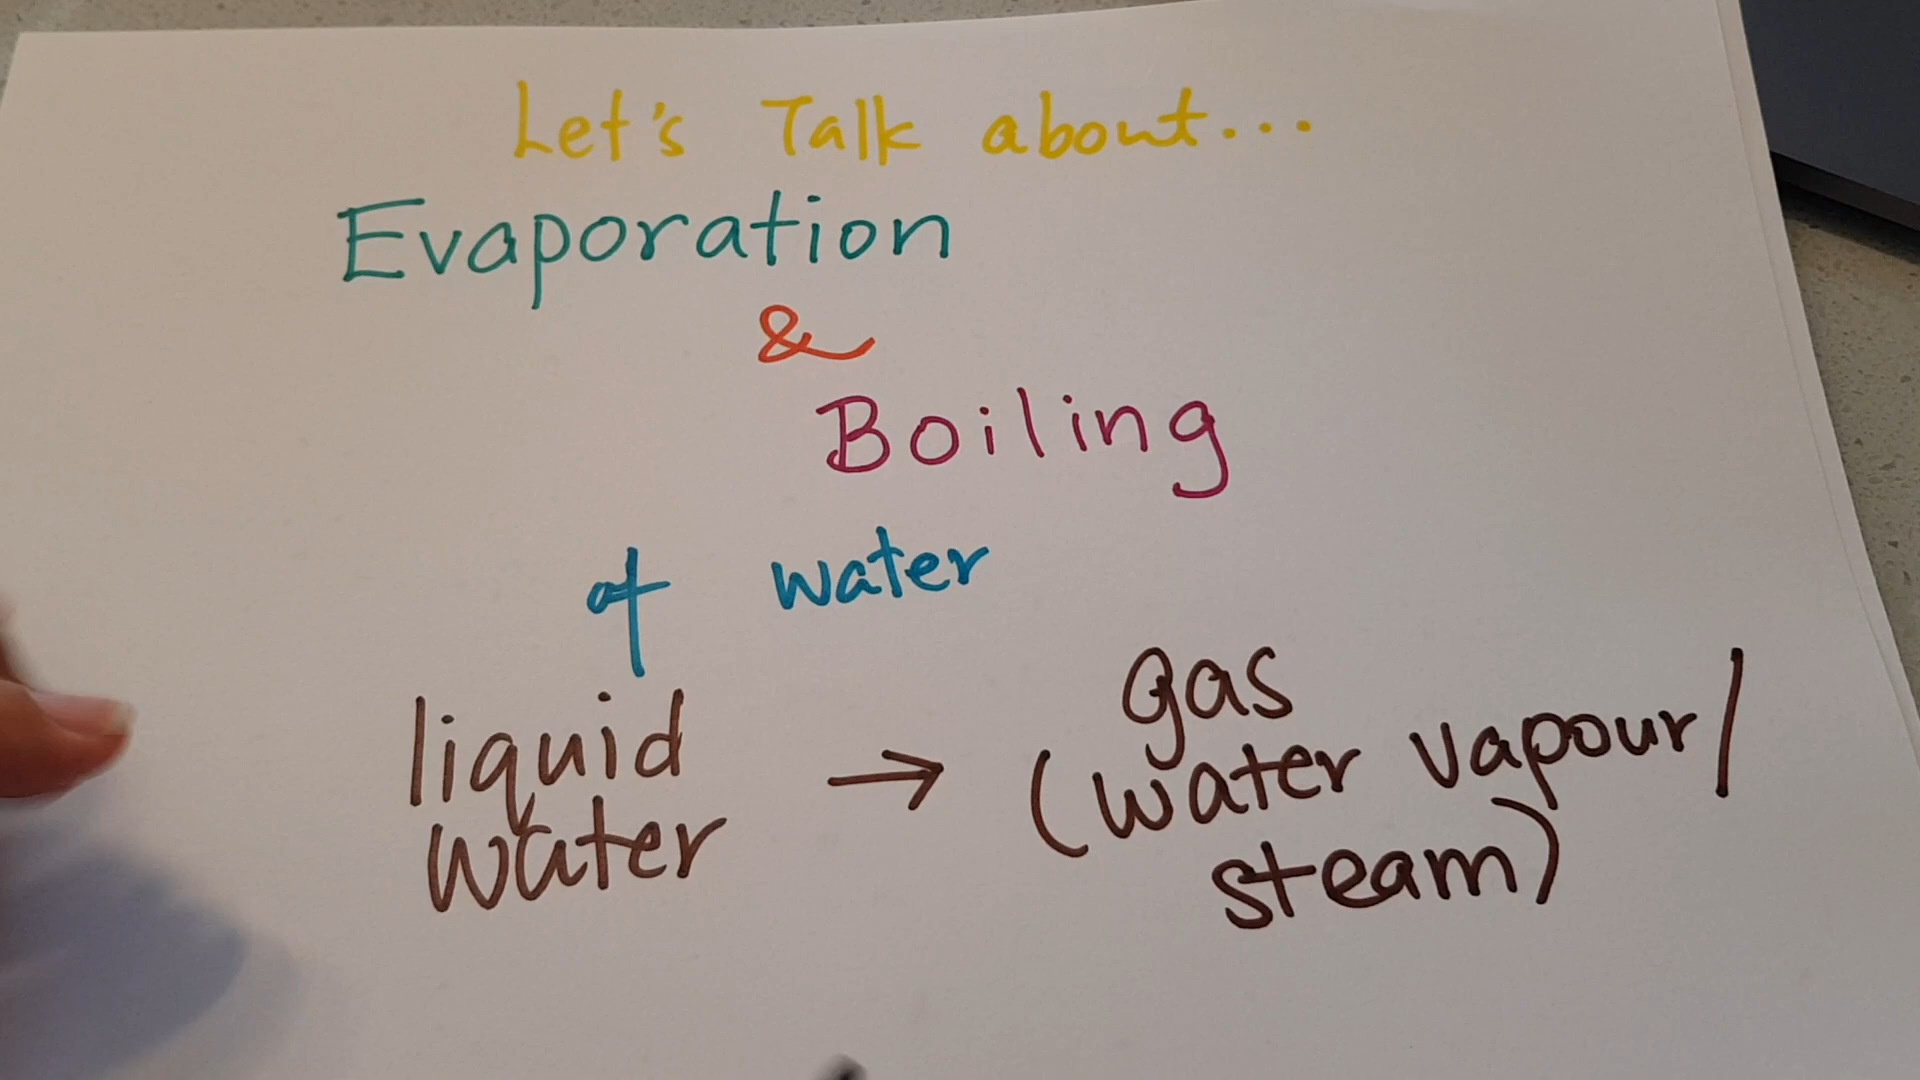 Let's Talk about...
Evaporation
&
Boiling
of water
liquid
water → gas
(water vapour/
steam)